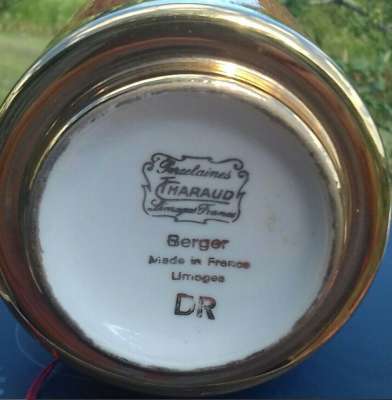 Porcelaines
THARAUD
Limoges France
Berger
Made in France
Limoges
DR